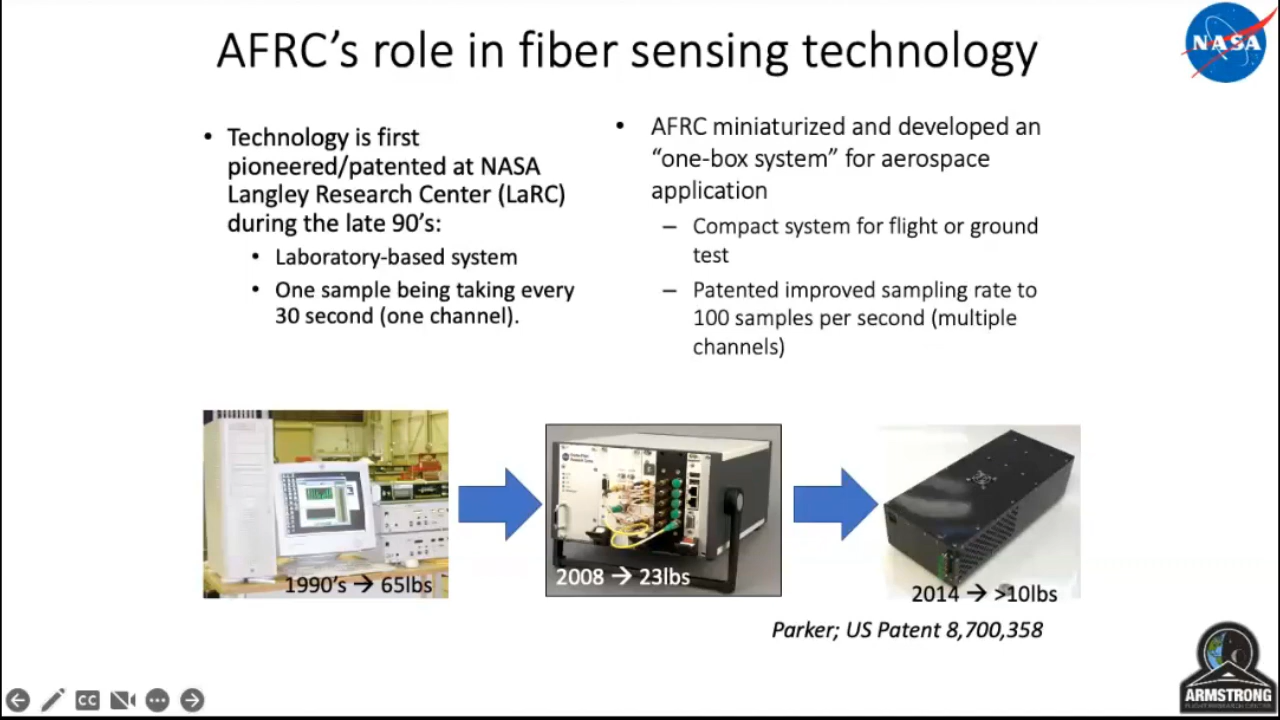 AFRC’s role in fiber sensing technology
NASA
• Technology is first
pioneered/patented at NASA
Langley Research Center (LaRC)
during the late 90’s:
• Laboratory-based system
• One sample being taking every
30 second (one channel).
• AFRC miniaturized and developed an
“one-box system” for aerospace
application
– Compact system for flight or ground
test
– Patented improved sampling rate to
100 samples per second (multiple
channels)
1990’s → 65lbs
2008 → 23lbs
2014 → >10lbs
Parker; US Patent 8,700,358
ARMSTRONG
FLIGHT RESEARCH CENTER
CC